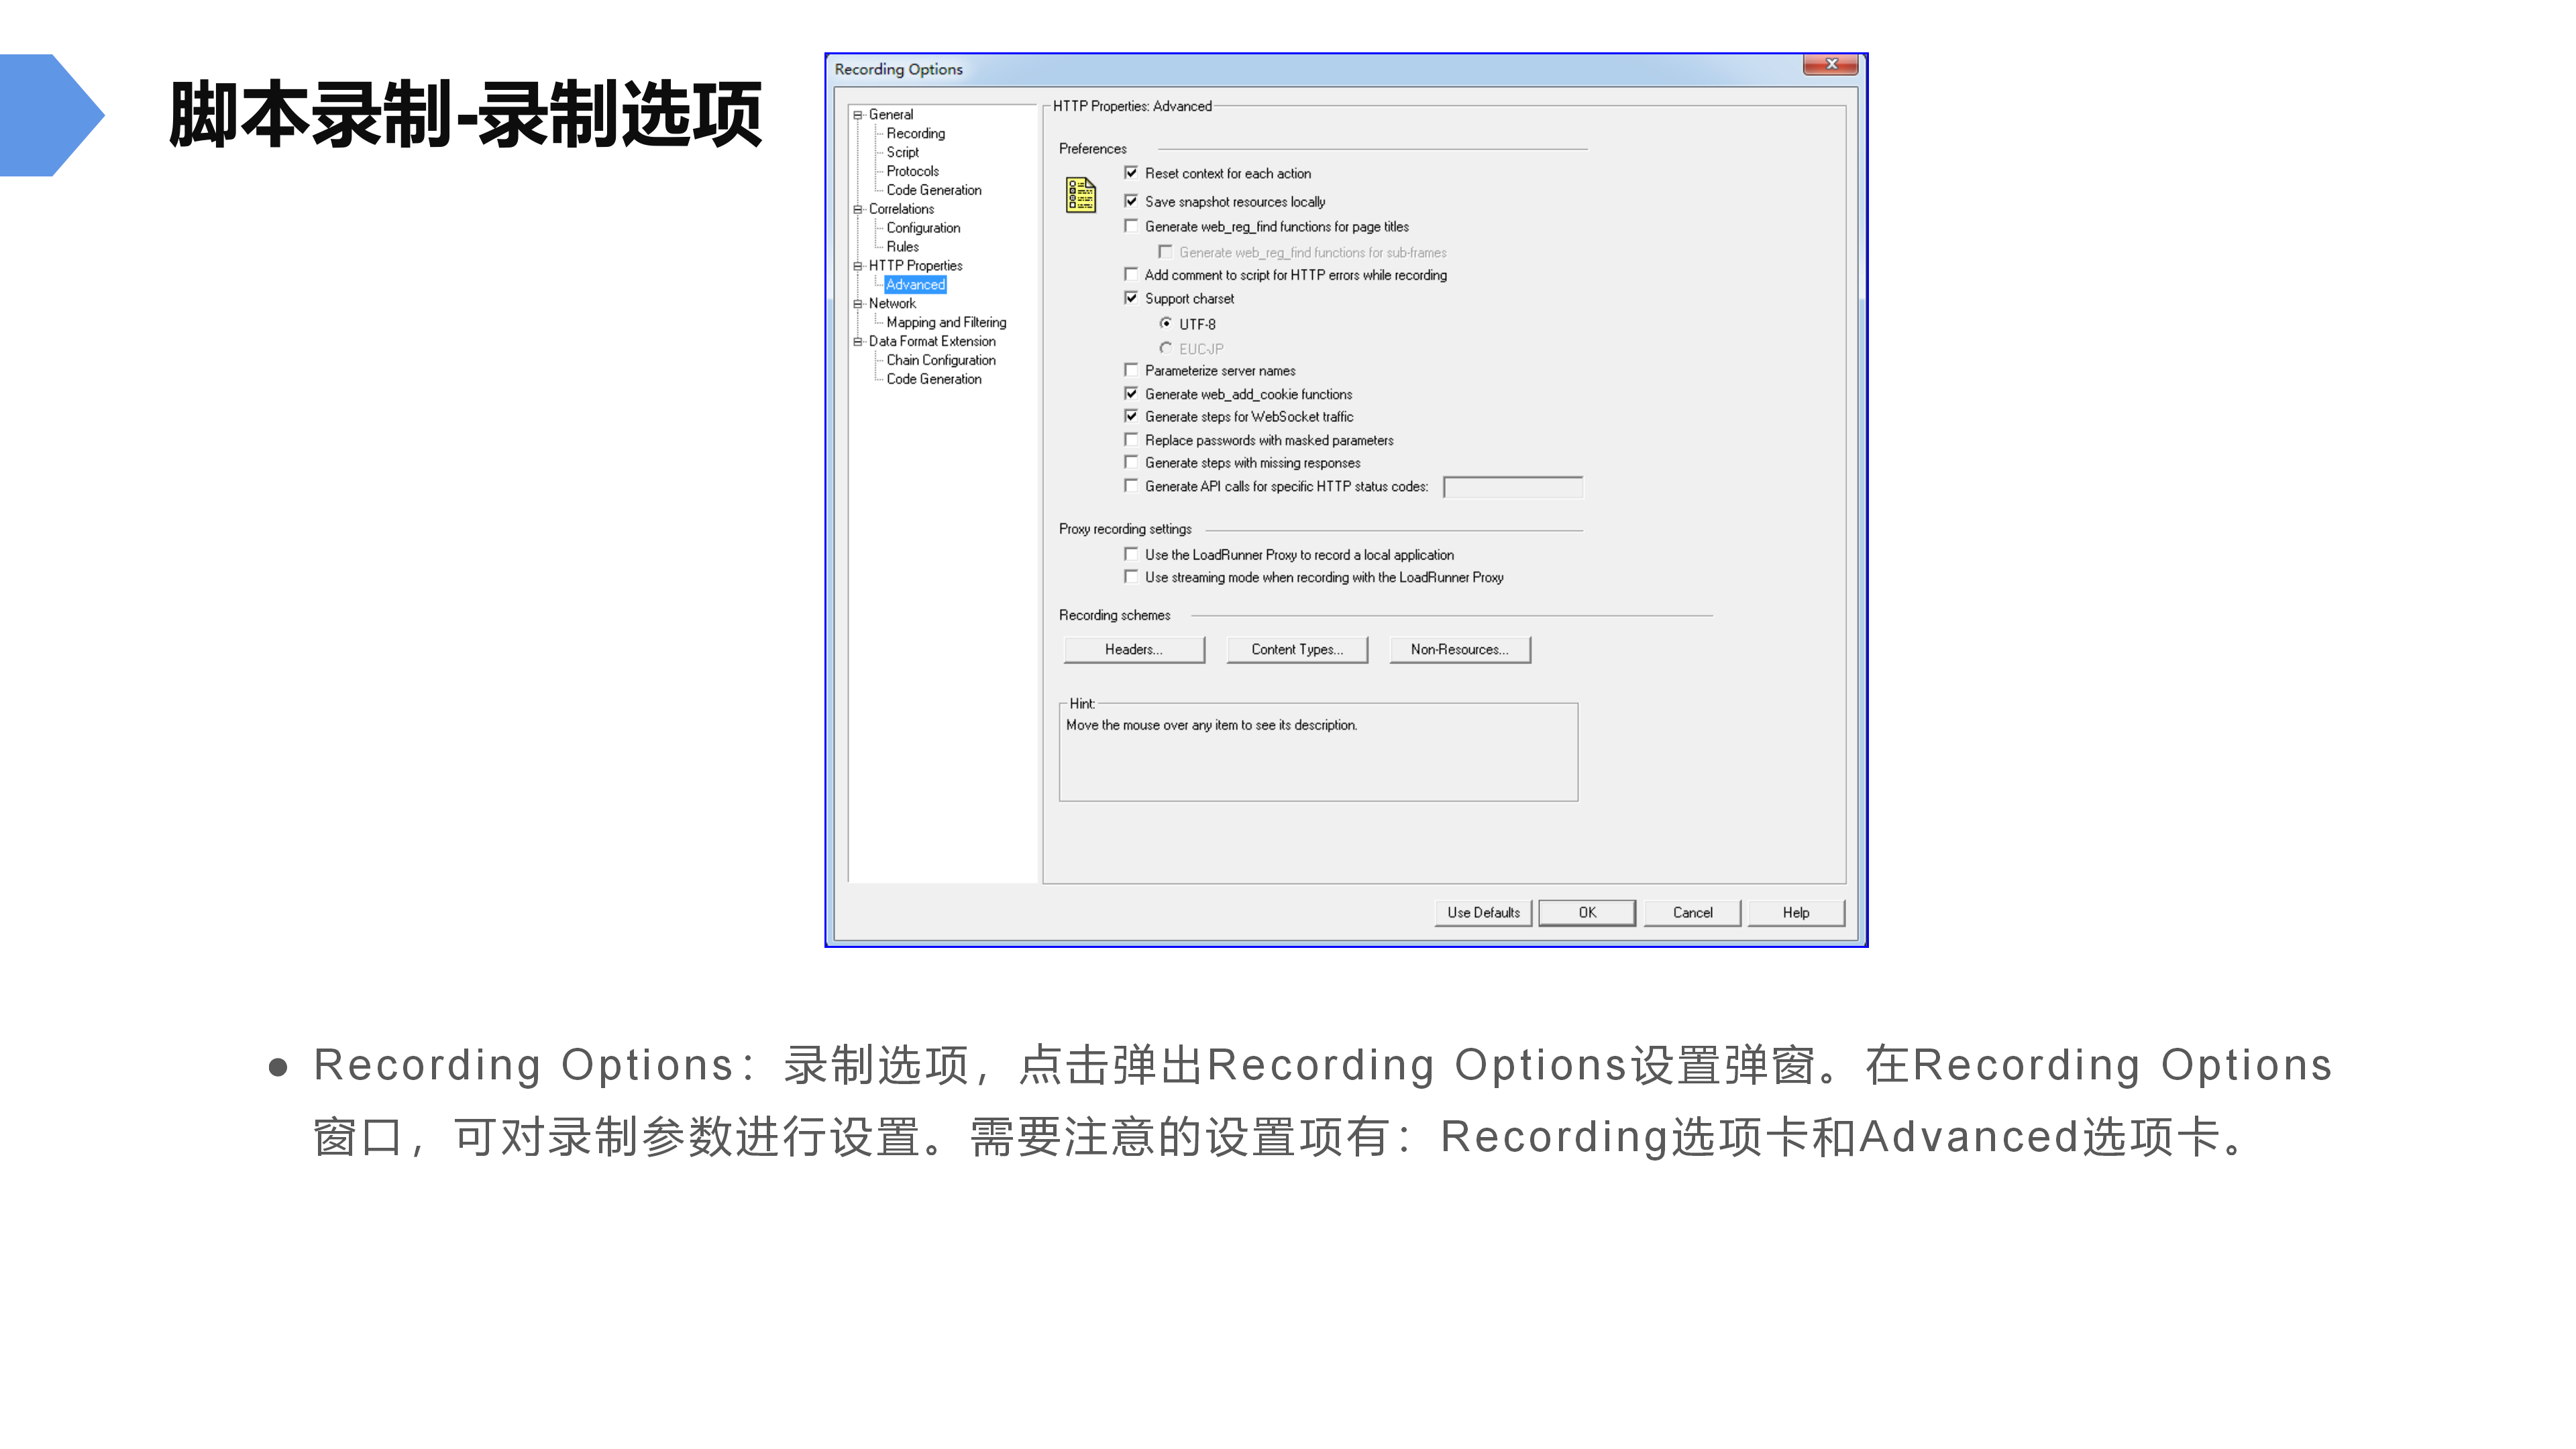 脚本录制-录制选项
Recording Options
General
Recording
Script
Protocols
Code Generation
Correlations
Configuration
Rules
HTTP Properties
Advanced
Network
Mapping and Filtering
Data Format Extension
Chain Configuration
Code Generation
HTTP Properties: Advanced
Preferences
Reset context for each action
Save snapshot resources locally
Generate web_reg_find functions for page titles
Generate web_reg_find functions for sub-frames
Add comment to script for HTTP errors while recording
Support charset
UTF-8
EUC-JP
Parameterize server names
Generate web_add_cookie functions
Generate steps for WebSocket traffic
Replace passwords with masked parameters
Generate steps with missing responses
Generate API calls for specific HTTP status codes:
Proxy recording settings
Use the LoadRunner Proxy to record a local application
Use streaming mode when recording with the LoadRunner Proxy
Recording schemes
Headers... Content Types... Non-Resources...
Hint:
Move the mouse over any item to see its description.
Use Defaults OK Cancel Help
● Recording Options：录制选项，点击弹出Recording Options设置弹窗。在Recording Options
窗口，可对录制参数进行设置。需要注意的设置项有：Recording选项卡和Advanced选项卡。